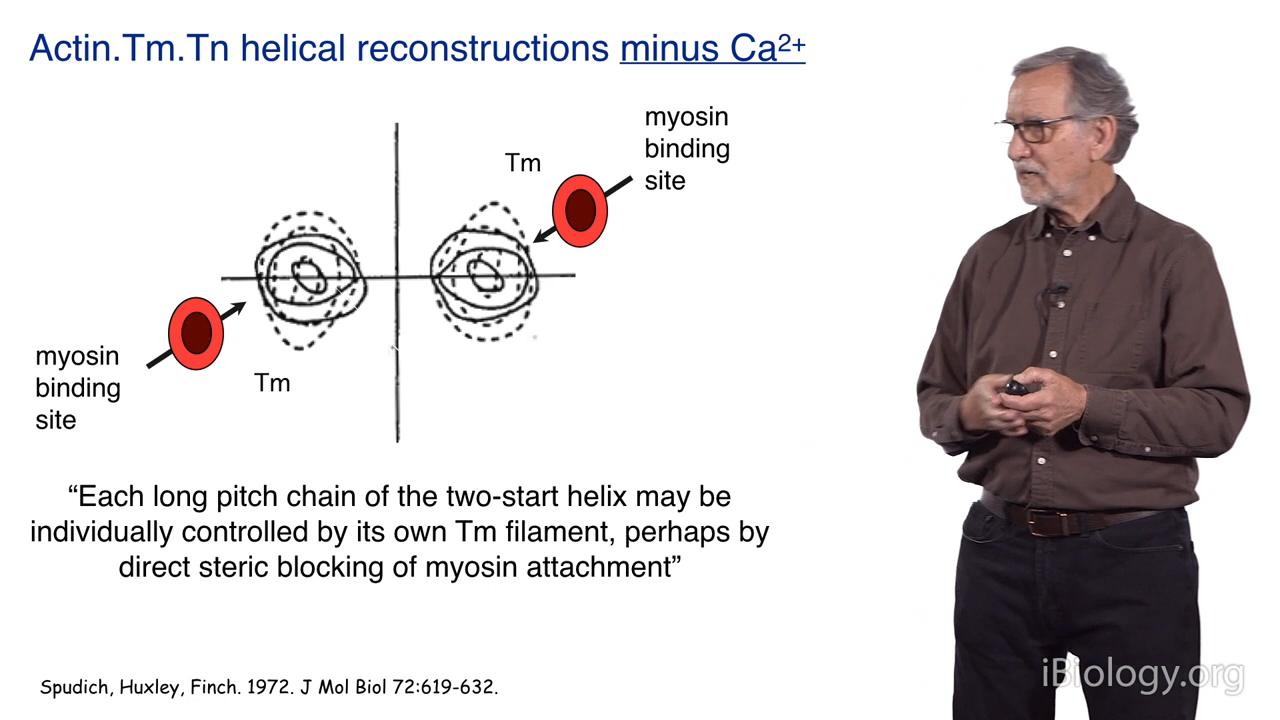 Actin.Tm.Tn helical reconstructions minus Ca²⁺
myosin
binding
site
Tm
myosin
binding
site
Tm
“Each long pitch chain of the two-start helix may be
individually controlled by its own Tm filament, perhaps by
direct steric blocking of myosin attachment”
Spudich, Huxley, Finch. 1972. J Mol Biol 72:619-632.
iBiology.org